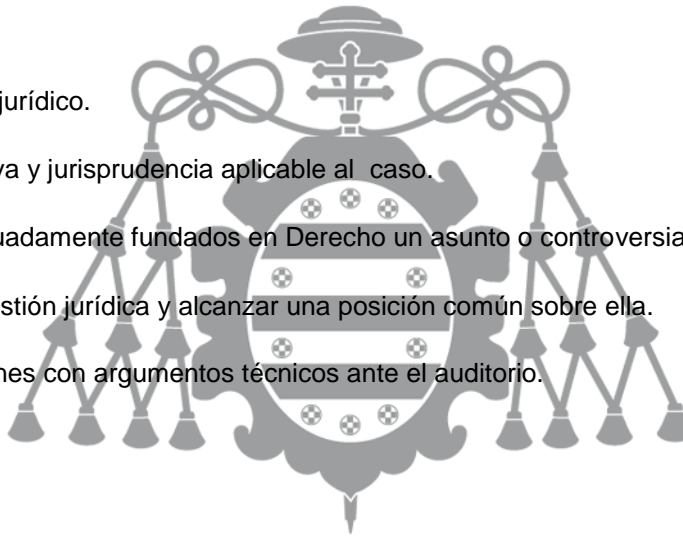 jurídico.
va y jurisprudencia aplicable al caso.
uadamente fundados en Derecho un asunto o controversia
stión jurídica y alcanzar una posición común sobre ella.
nes con argumentos técnicos ante el auditorio.